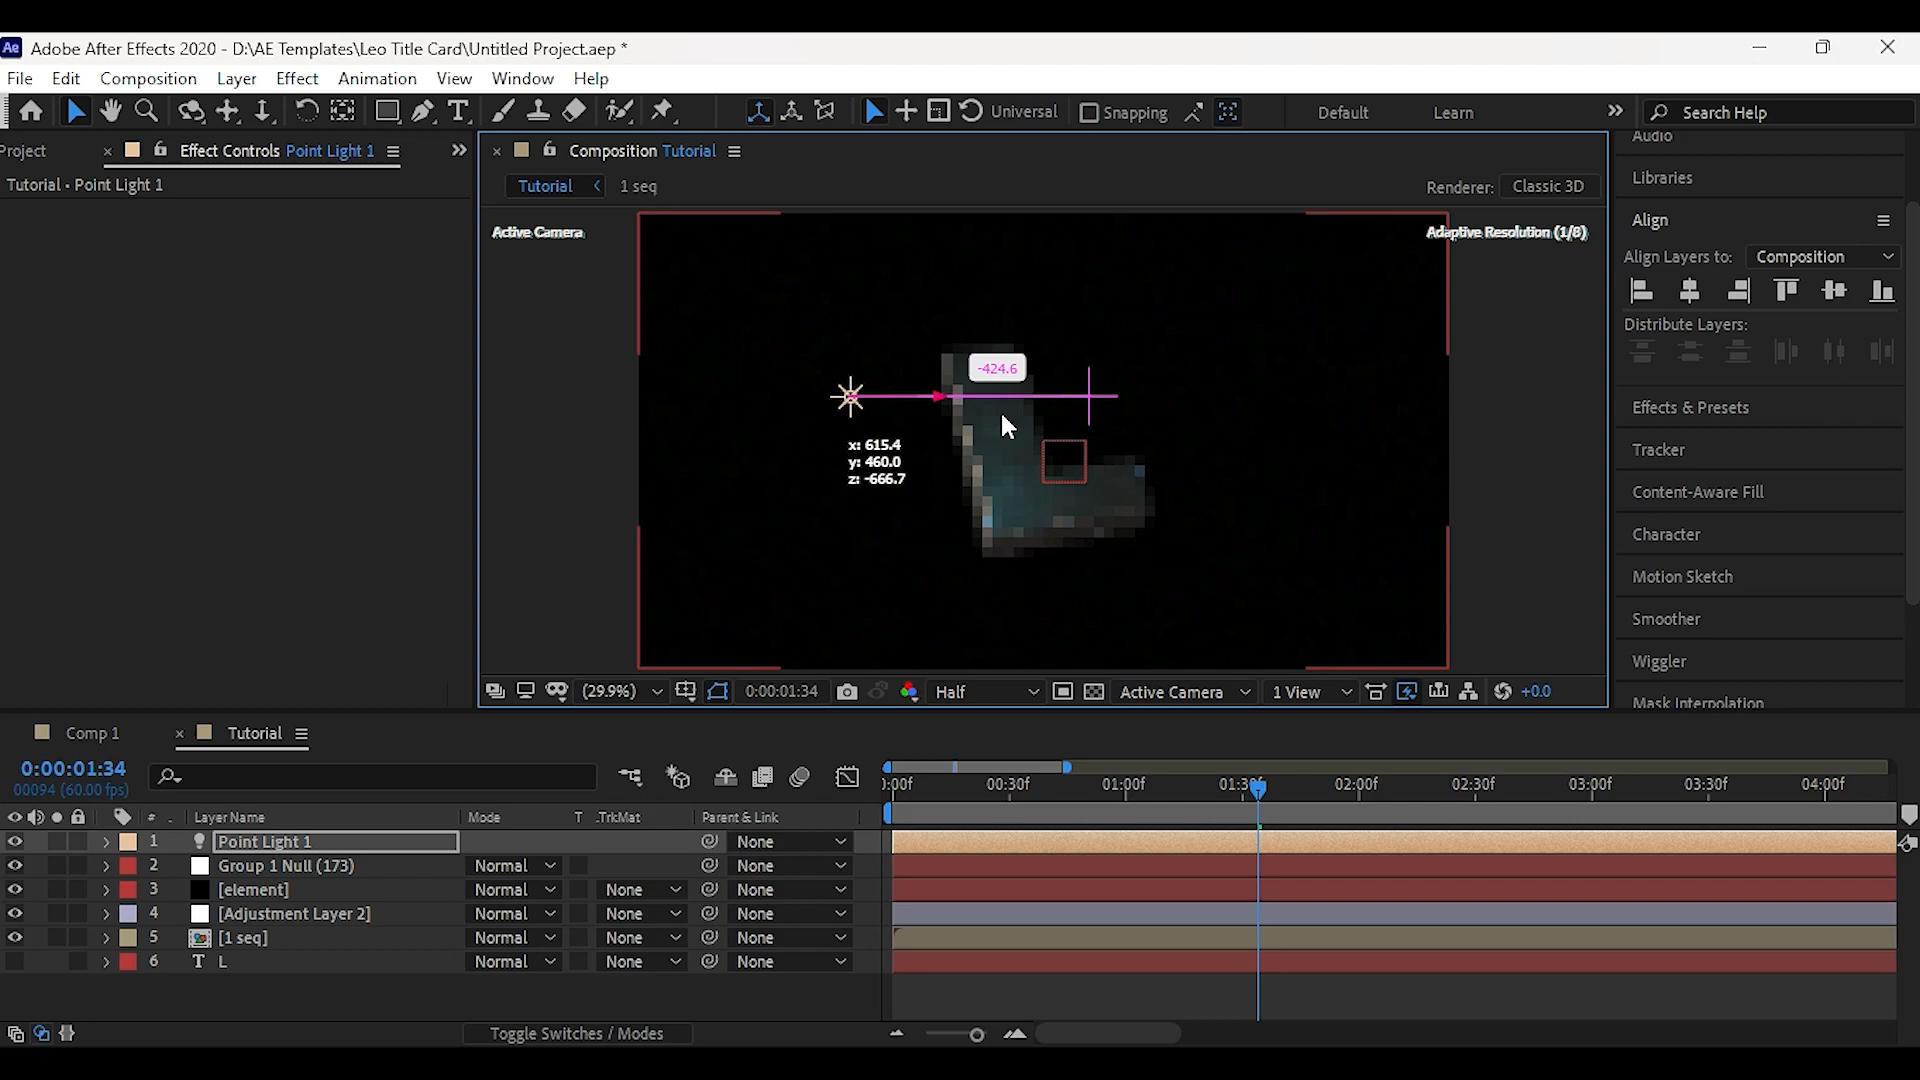 Ae Adobe After Effects 2020 - D:\AE Templates\Leo Title Card\Untitled Project.aep *
File Edit Composition Layer Effect Animation View Window Help
Universal Snapping Default Learn Search Help
Project Effect Controls Point Light 1 Composition Tutorial Audio
Tutorial • Point Light 1 Tutorial 1 seq Renderer: Classic 3D Libraries
Active Camera Adaptive Resolution (1/8) Align
Align Layers to: Composition
Distribute Layers:
-424.6
Effects & Presets
x: 615.4
y: 460.0
z: -666.7
Tracker
Content-Aware Fill
Character
Motion Sketch
Smoother
Wiggler
Mask Interpolation
(29.9%) 0:00:01:34 Half Active Camera 1 View +0.0
Comp 1 Tutorial
0:00:01:34
00094 (60.00 fps)
):00f 00:30f 01:00f 01:30f 02:00f 02:30f 03:00f 03:30f 04:00f
# Layer Name Mode T .TrkMat Parent & Link
1 Point Light 1 None
2 Group 1 Null (173) Normal None
3 [element] Normal None None
4 [Adjustment Layer 2] Normal None None
5 [1 seq] Normal None None
6 T L Normal None None
Toggle Switches / Modes